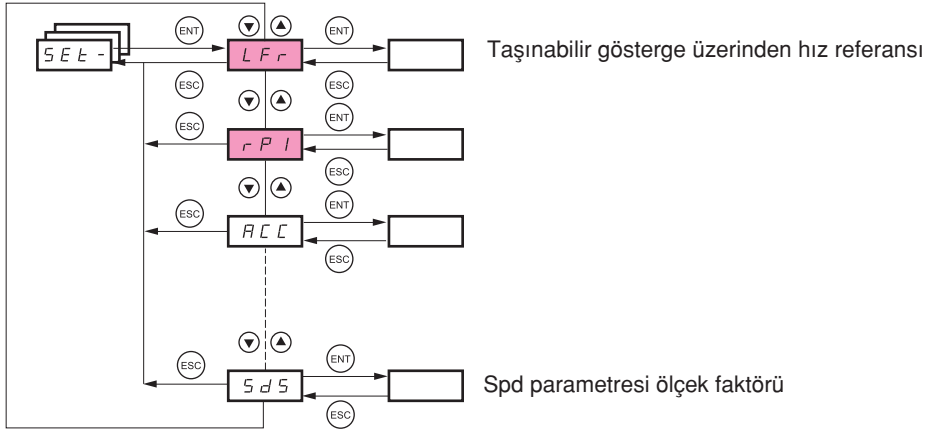 ENT
ENT
SEt-
LFr
Taşınabilir gösterge üzerinden hız referansı
ESC
ESC
ESC
ENT
rPI
ESC
ESC
ENT
ACC
ESC
ESC
ENT
SdS
Spd parametresi ölçek faktörü
ESC